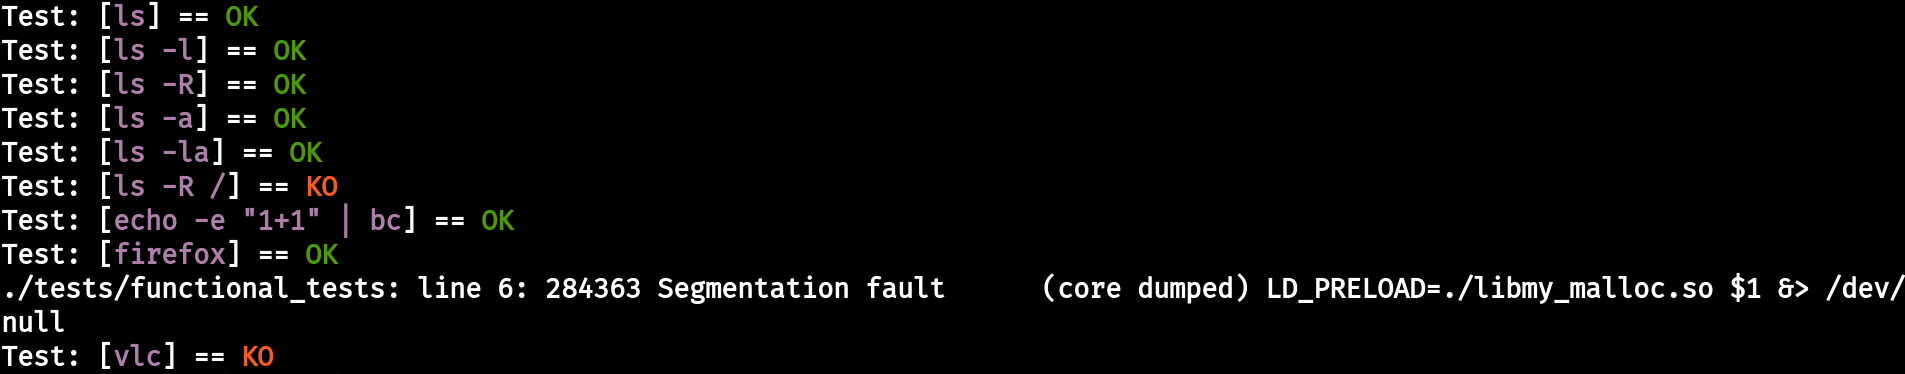 Test: [ls] == OK
Test: [ls -l] == OK
Test: [ls -R] == OK
Test: [ls -a] == OK
Test: [ls -la] == OK
Test: [ls -R /] == KO
Test: [echo -e "1+1" | bc] == OK
Test: [firefox] == OK
./tests/functional_tests: line 6: 284363 Segmentation fault      (core dumped) LD_PRELOAD=./libmy_malloc.so $1 &> /dev/
null
Test: [vlc] == KO